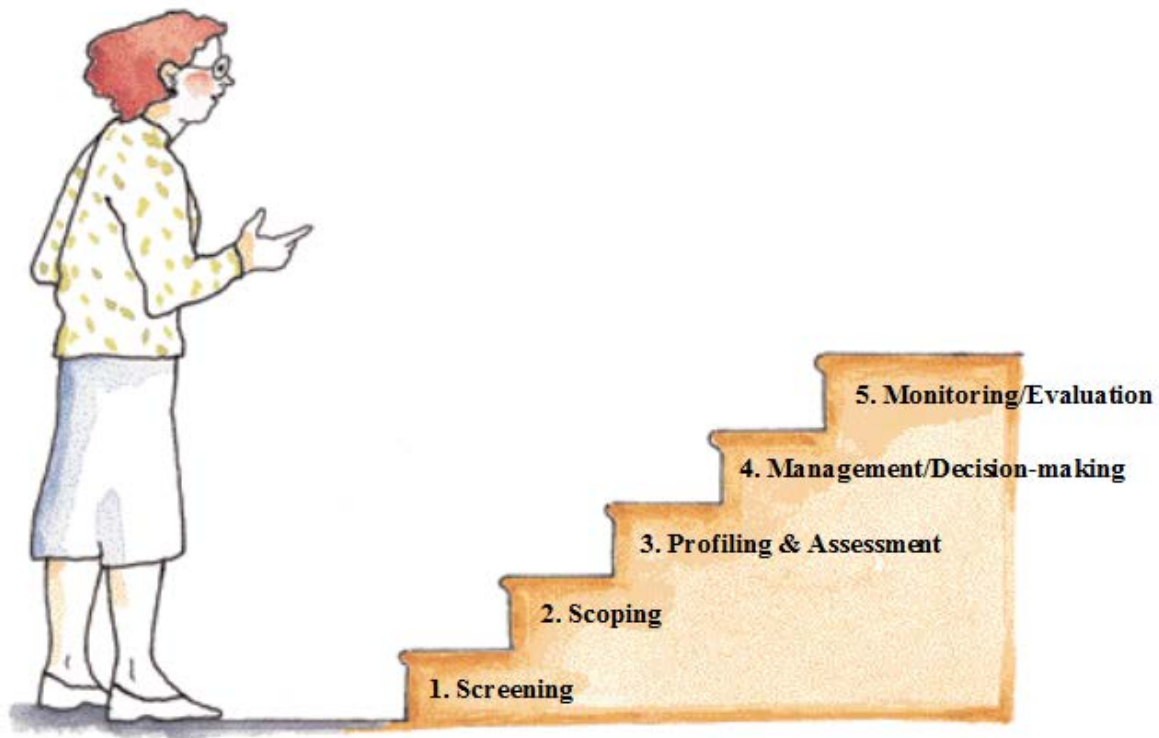 5. Monitoring/Evaluation
4. Management/Decision-making
3. Profiling & Assessment
2. Scoping
1. Screening